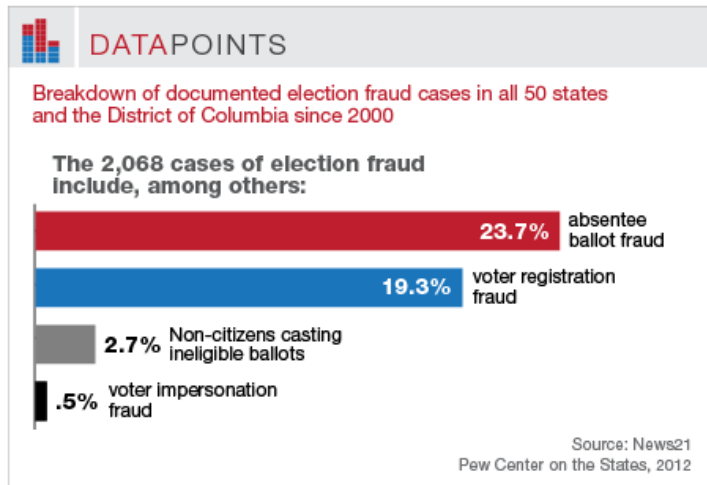 DATAPOINTS
Breakdown of documented election fraud cases in all 50 states
and the District of Columbia since 2000
The 2,068 cases of election fraud
include, among others:
23.7%
absentee
ballot fraud
19.3%
voter registration
fraud
2.7%
Non-citizens casting
ineligible ballots
.5%
voter impersonation
fraud
Source: News21
Pew Center on the States, 2012